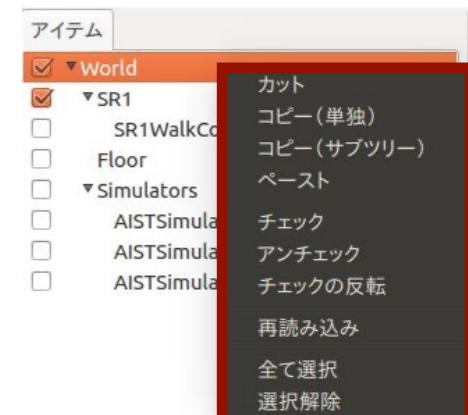 アイテム
World
SR1
SR1WalkCo
Floor
Simulators
AISTSimula
AISTSimula
AISTSimula
カット
コピー(単独)
コピー(サブツリー)
ペースト
チェック
アンチェック
チェックの反転
再読み込み
全て選択
選択解除